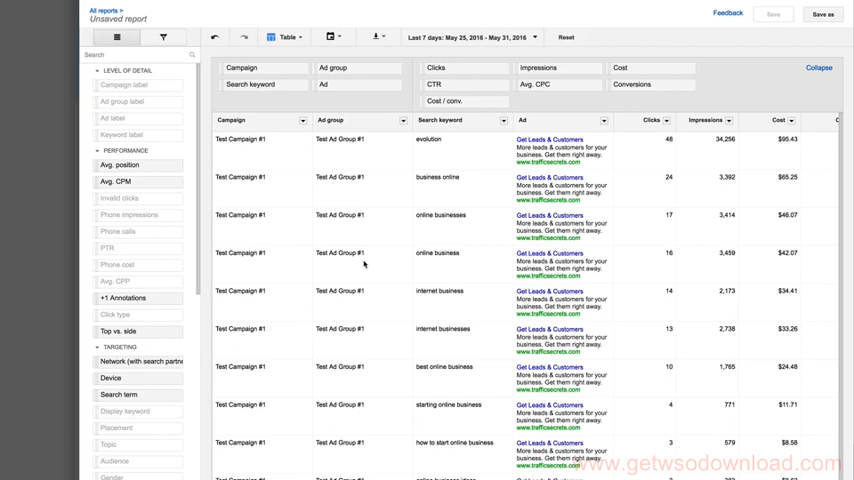 All reports >
Unsaved report
Feedback
Save
Save as
Table
Last 7 days: May 25, 2016 - May 31, 2016
Reset
Search
LEVEL OF DETAIL
Campaign label
Ad group label
Ad label
Keyword label
PERFORMANCE
Avg. position
Avg. CPM
Invalid clicks
Phone impressions
Phone calls
PTR
Phone cost
Avg. CPP
+1 Annotations
Click type
Top vs. side
TARGETING
Network (with search partne
Device
Search term
Display keyword
Placement
Topic
Audience
Gender
Campaign
Ad group
Clicks
Impressions
Cost
Collapse
Search keyword
Ad
CTR
Avg. CPC
Conversions
Cost / conv.
Campaign Ad group Search keyword Ad Clicks Impressions Cost C
Test Campaign #1 Test Ad Group #1 evolution Get Leads & Customers 48 34,256 $95.43
More leads & customers for your
business. Get them right away.
www.trafficsecrets.com
Test Campaign #1 Test Ad Group #1 business online Get Leads & Customers 24 3,392 $65.25
More leads & customers for your
business. Get them right away.
www.trafficsecrets.com
Test Campaign #1 Test Ad Group #1 online businesses Get Leads & Customers 17 3,414 $46.07
More leads & customers for your
business. Get them right away.
www.trafficsecrets.com
Test Campaign #1 Test Ad Group #1 online business Get Leads & Customers 16 3,459 $42.07
More leads & customers for your
business. Get them right away.
www.trafficsecrets.com
Test Campaign #1 Test Ad Group #1 internet business Get Leads & Customers 14 2,173 $34.41
More leads & customers for your
business. Get them right away.
www.trafficsecrets.com
Test Campaign #1 Test Ad Group #1 internet businesses Get Leads & Customers 13 2,738 $33.26
More leads & customers for your
business. Get them right away.
www.trafficsecrets.com
Test Campaign #1 Test Ad Group #1 best online business Get Leads & Customers 10 1,765 $24.48
More leads & customers for your
business. Get them right away.
www.trafficsecrets.com
Test Campaign #1 Test Ad Group #1 starting online business Get Leads & Customers 4 771 $11.71
More leads & customers for your
business. Get them right away.
www.trafficsecrets.com
Test Campaign #1 Test Ad Group #1 how to start online business Get Leads & Customers 3 579 $8.58
More leads & customers for your
business. Get them right away.
www.trafficsecrets.com
www.getwsodownload.com